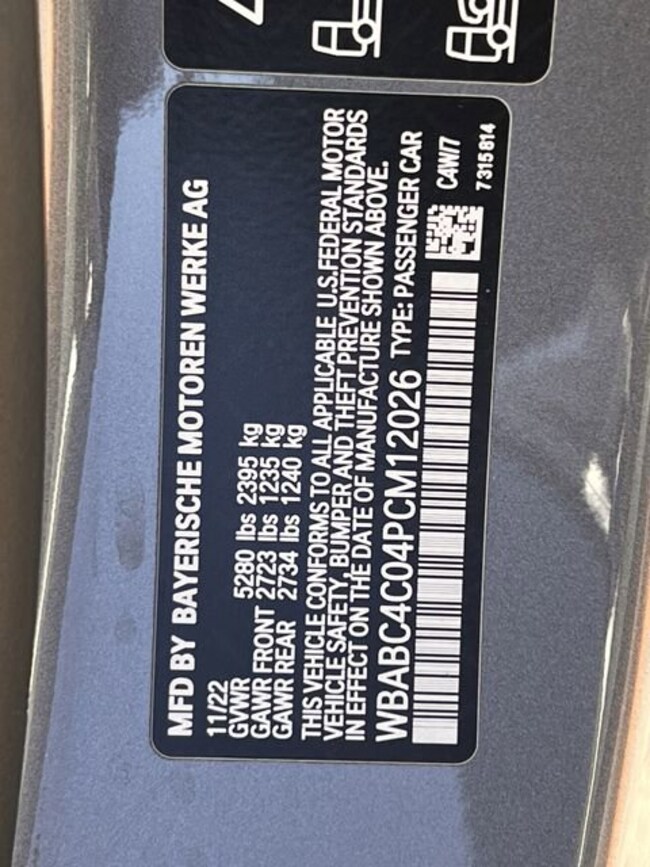 MFD BY BAYERISCHE MOTOREN WERKE AG
11/22
GVWR 5280 lbs 2395 kg
GAWR FRONT 2723 lbs 1235 kg
GAWR REAR 2734 lbs 1240 kg
THIS VEHICLE CONFORMS TO ALL APPLICABLE U.S.FEDERAL MOTOR
VEHICLE SAFETY, BUMPER AND THEFT PREVENTION STANDARDS
IN EFFECT ON THE DATE OF MANUFACTURE SHOWN ABOVE.
WBABC4C04PCM12026 TYPE: PASSENGER CAR
C4W/7
7 315 814